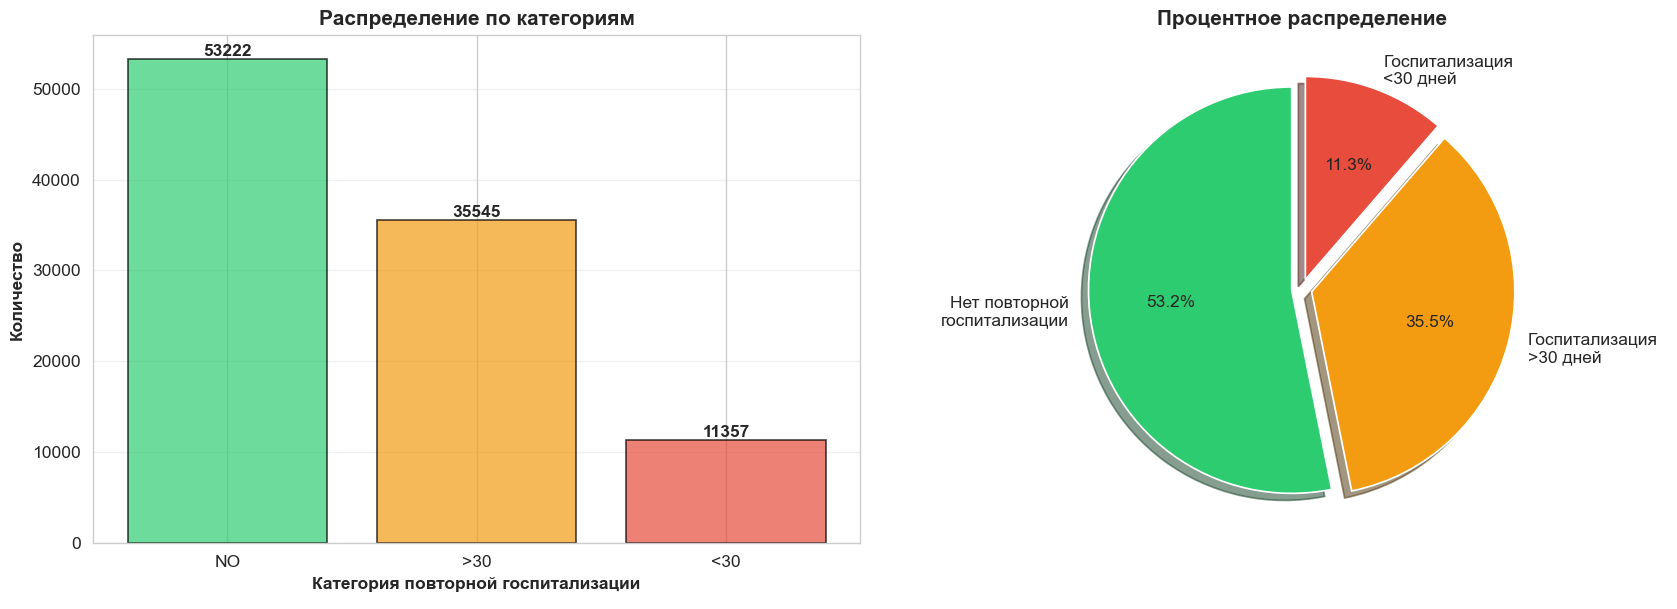 Распределение по категориям
53222
35545
11357
50000
40000
30000
20000
10000
0
Количество
NO
>30
<30
Категория повторной госпитализации
Процентное распределение
Госпитализация
<30 дней
11.3%
53.2%
35.5%
Нет повторной
госпитализации
Госпитализация
>30 дней